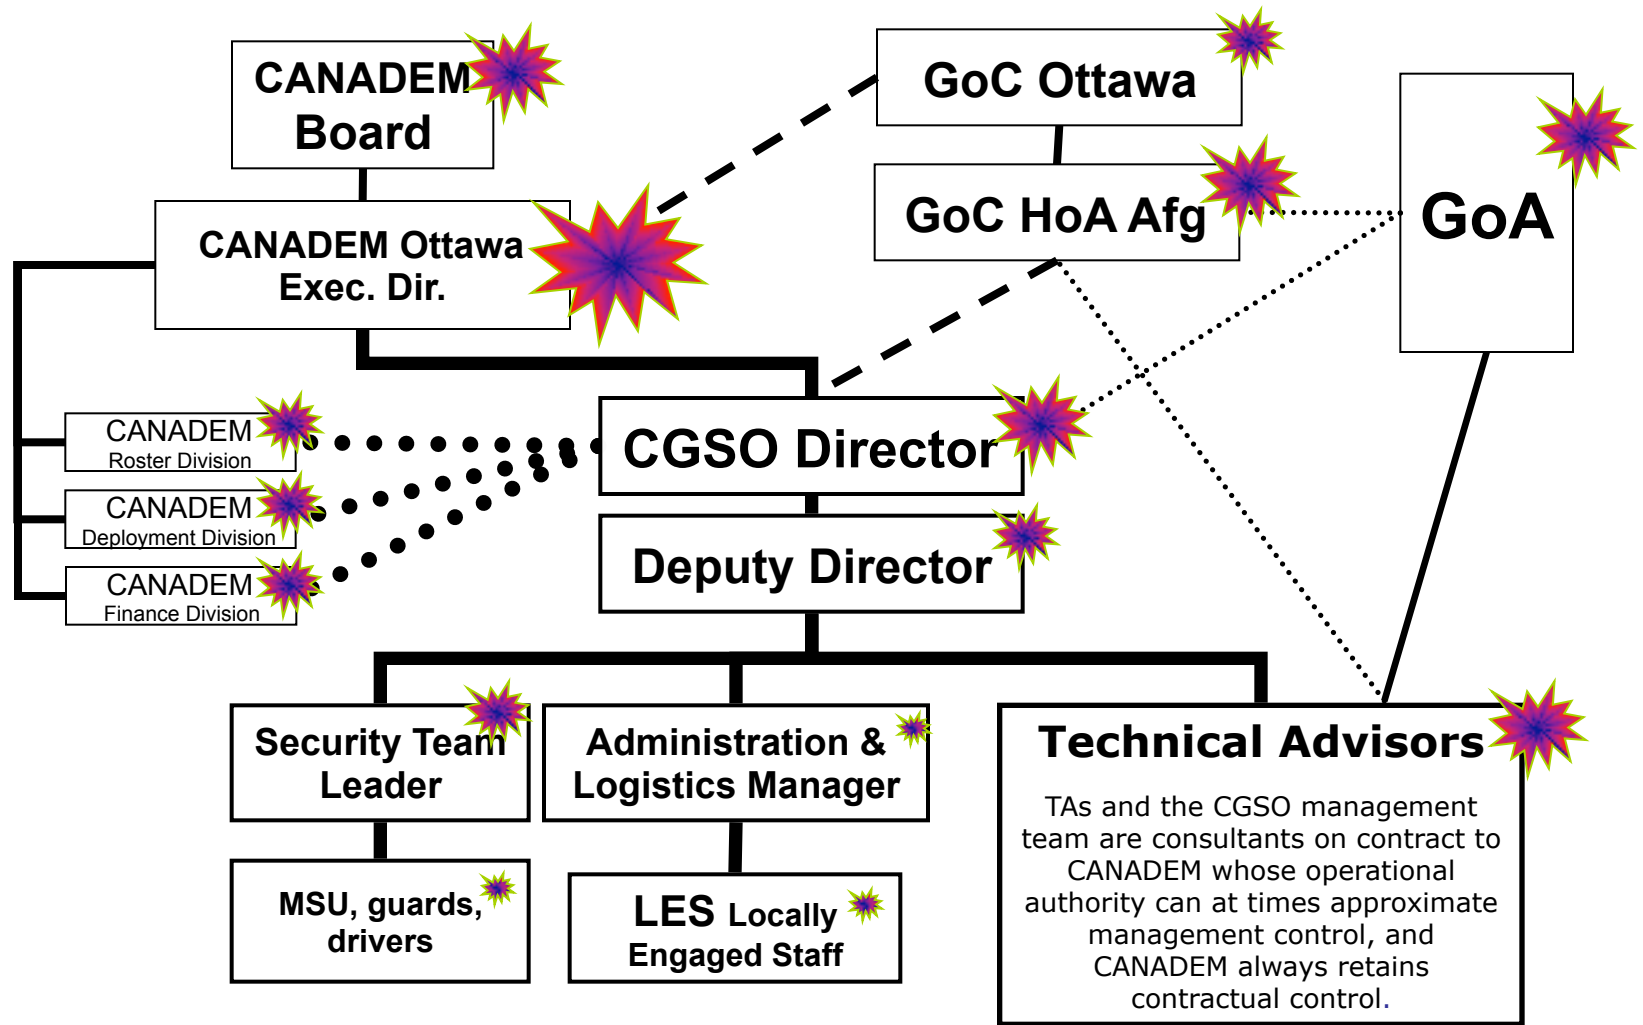 CANADEM
Board
GoC Ottawa
GoC HoA Afg
GoA
CANADEM Ottawa
Exec. Dir.
CANADEM
Roster Division
CANADEM
Deployment Division
CANADEM
Finance Division
CGSO Director
Deputy Director
Security Team
Leader
Administration &
Logistics Manager
MSU, guards,
drivers
LES Locally
Engaged Staff
Technical Advisors
TAs and the CGSO management
team are consultants on contract to
CANADEM whose operational
authority can at times approximate
management control, and
CANADEM always retains
contractual control.